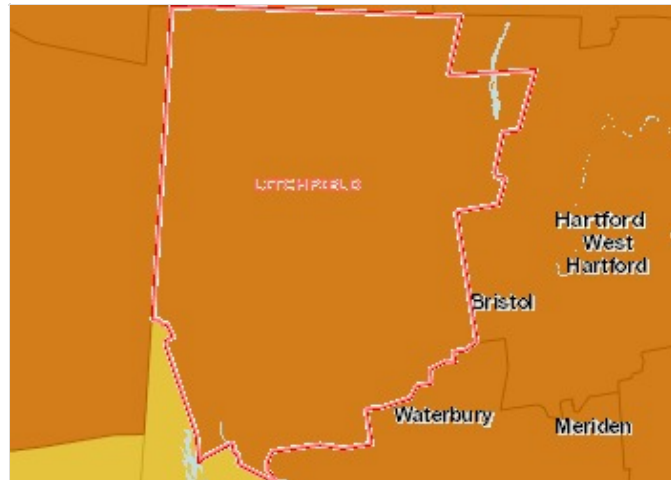 LITCHFIELD
Hartford
West
Hartford
Bristol
Waterbury
Meriden